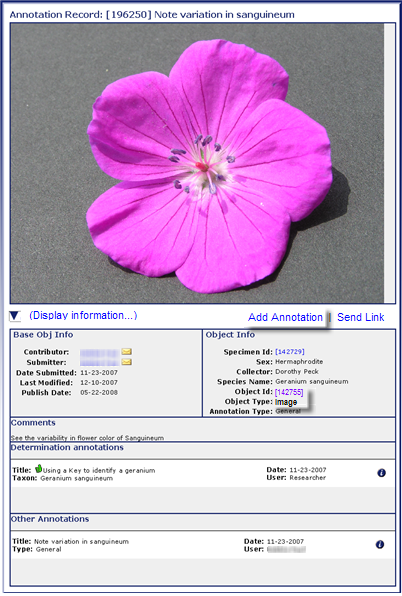 Annotation Record: [196250] Note variation in sanguineum
(Display information...) Add Annotation | Send Link
Base Obj Info
Contributor:
Submitter:
Date Submitted: 11-23-2007
Last Modified: 12-10-2007
Publish Date: 05-22-2008
Object Info
Specimen Id: [142729]
Sex: Hermaphrodite
Collector: Dorothy Peck
Species Name: Geranium sanguineum
Object Id: [142755]
Object Type: Image
Annotation Type: General
Comments
See the variability in flower color of Sanguineum
Determination annotations
Title: Using a Key to identify a geranium Date: 11-23-2007
Taxon: Geranium sanguineum User: Researcher
Other Annotations
Title: Note variation in sanguineum Date: 11-23-2007
Type: General User: